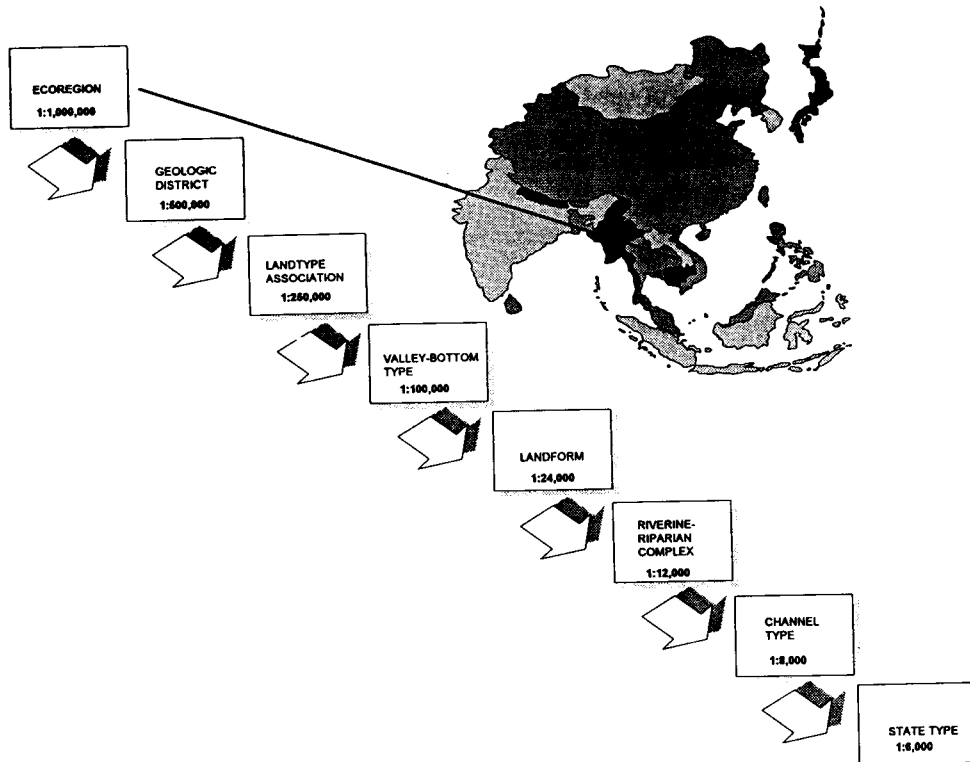 ECOREGION
1:1,000,000
GEOLOGIC
DISTRICT
1:500,000
LANDTYPE
ASSOCIATION
1:250,000
VALLEY-BOTTOM
TYPE
1:100,000
LANDFORM
1:24,000
RIVERINE-
RIPARIAN
COMPLEX
1:12,000
CHANNEL
TYPE
1:8,000
STATE TYPE
1:6,000